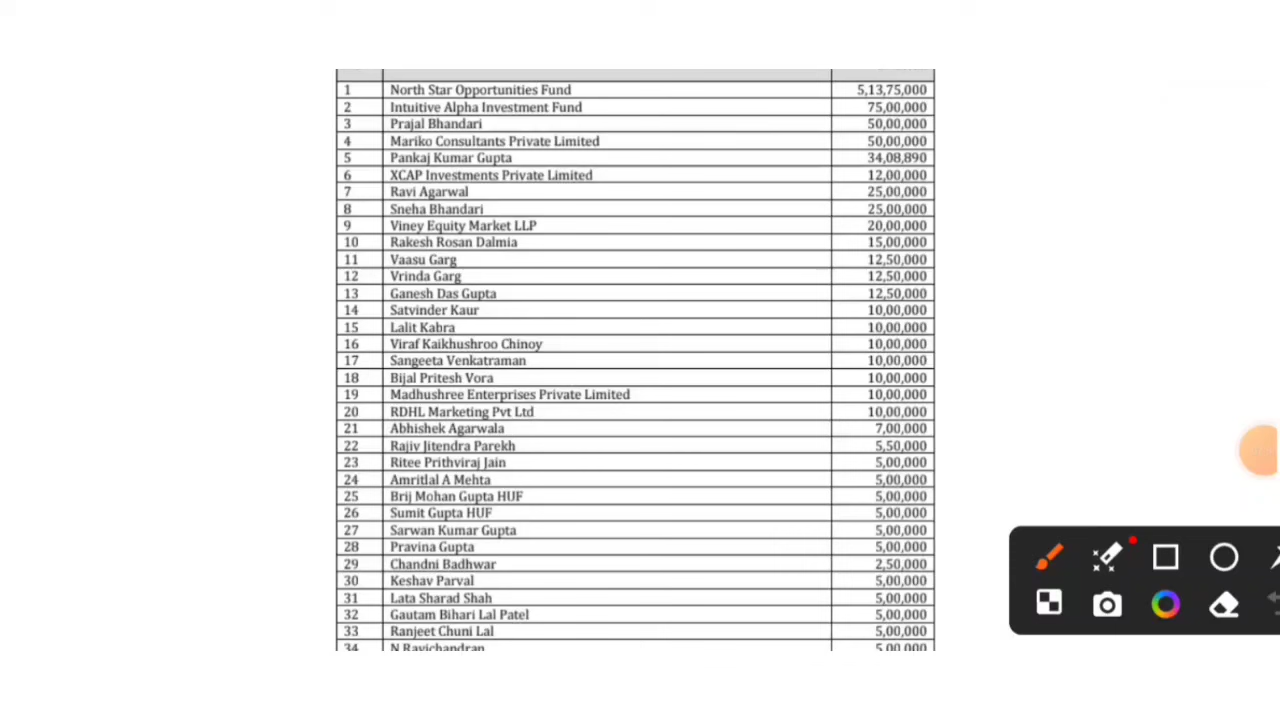 1 North Star Opportunities Fund 5,13,75,000
2 Intuitive Alpha Investment Fund 75,00,000
3 Prajal Bhandari 50,00,000
4 Mariko Consultants Private Limited 50,00,000
5 Pankaj Kumar Gupta 34,08,890
6 XCAP Investments Private Limited 12,00,000
7 Ravi Agarwal 25,00,000
8 Sneha Bhandari 25,00,000
9 Viney Equity Market LLP 20,00,000
10 Rakesh Rosan Dalmia 15,00,000
11 Vaasu Garg 12,50,000
12 Vrinda Garg 12,50,000
13 Ganesh Das Gupta 12,50,000
14 Satvinder Kaur 10,00,000
15 Lalit Kabra 10,00,000
16 Viraf Kaikhushroo Chinoy 10,00,000
17 Sangeeta Venkatraman 10,00,000
18 Bijal Pritesh Vora 10,00,000
19 Madhushree Enterprises Private Limited 10,00,000
20 RDHL Marketing Pvt Ltd 10,00,000
21 Abhishek Agarwala 7,00,000
22 Rajiv Jitendra Parekh 5,50,000
23 Ritee Prithviraj Jain 5,00,000
24 Amritlal A Mehta 5,00,000
25 Brij Mohan Gupta HUF 5,00,000
26 Sumit Gupta HUF 5,00,000
27 Sarwan Kumar Gupta 5,00,000
28 Pravina Gupta 5,00,000
29 Chandni Badhwar 2,50,000
30 Keshav Parval 5,00,000
31 Lata Sharad Shah 5,00,000
32 Gautam Bihari Lal Patel 5,00,000
33 Ranjeet Chuni Lal 5,00,000
34 N Ravichandran 5,00,000